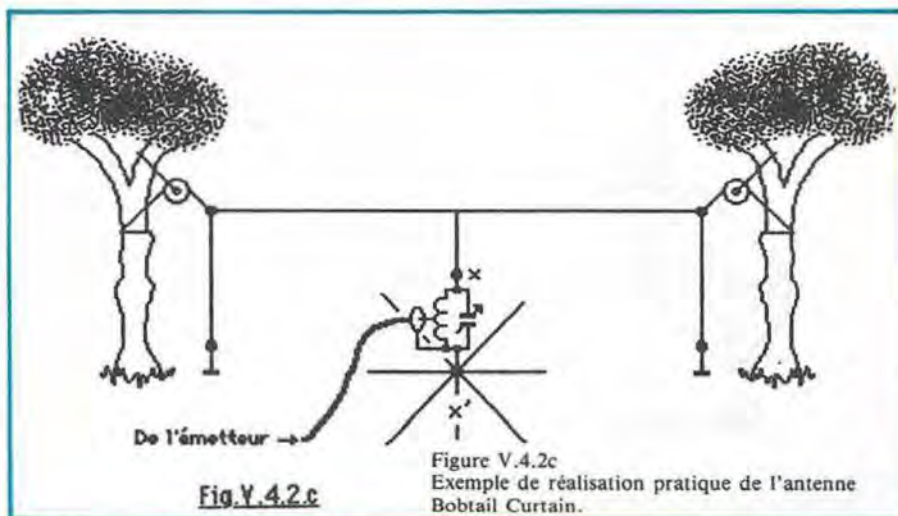 x
x'
De l'émetteur →
Figure V.4.2c
Exemple de réalisation pratique de l'antenne
Bobtail Curtain.
Fig.V.4.2.c